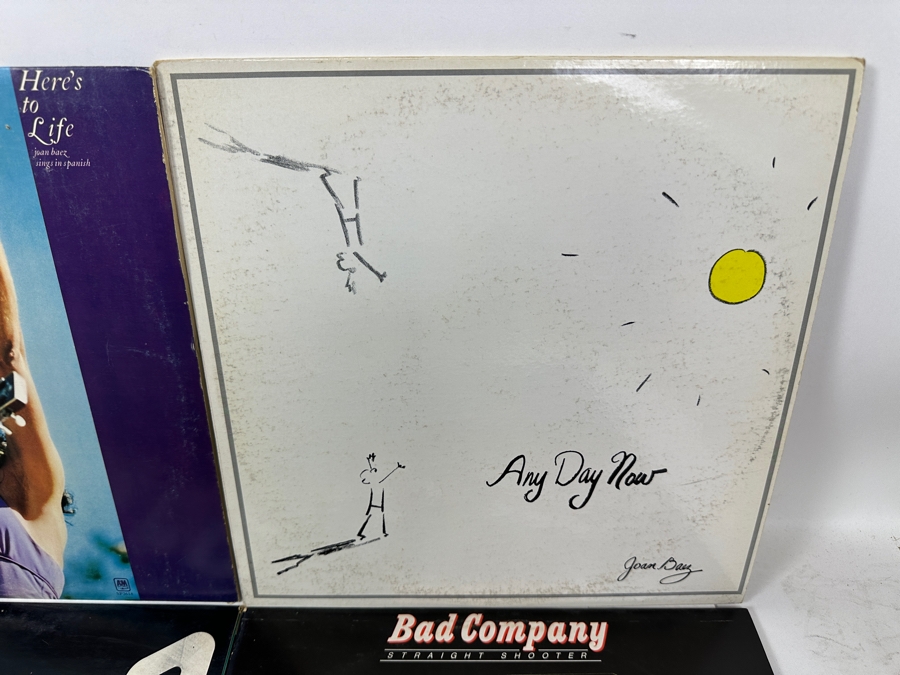 Here's
to
Life
joan baez
sings in spanish
Any Day Now
Joan Baez
Bad Company
STRAIGHT SHOOTER